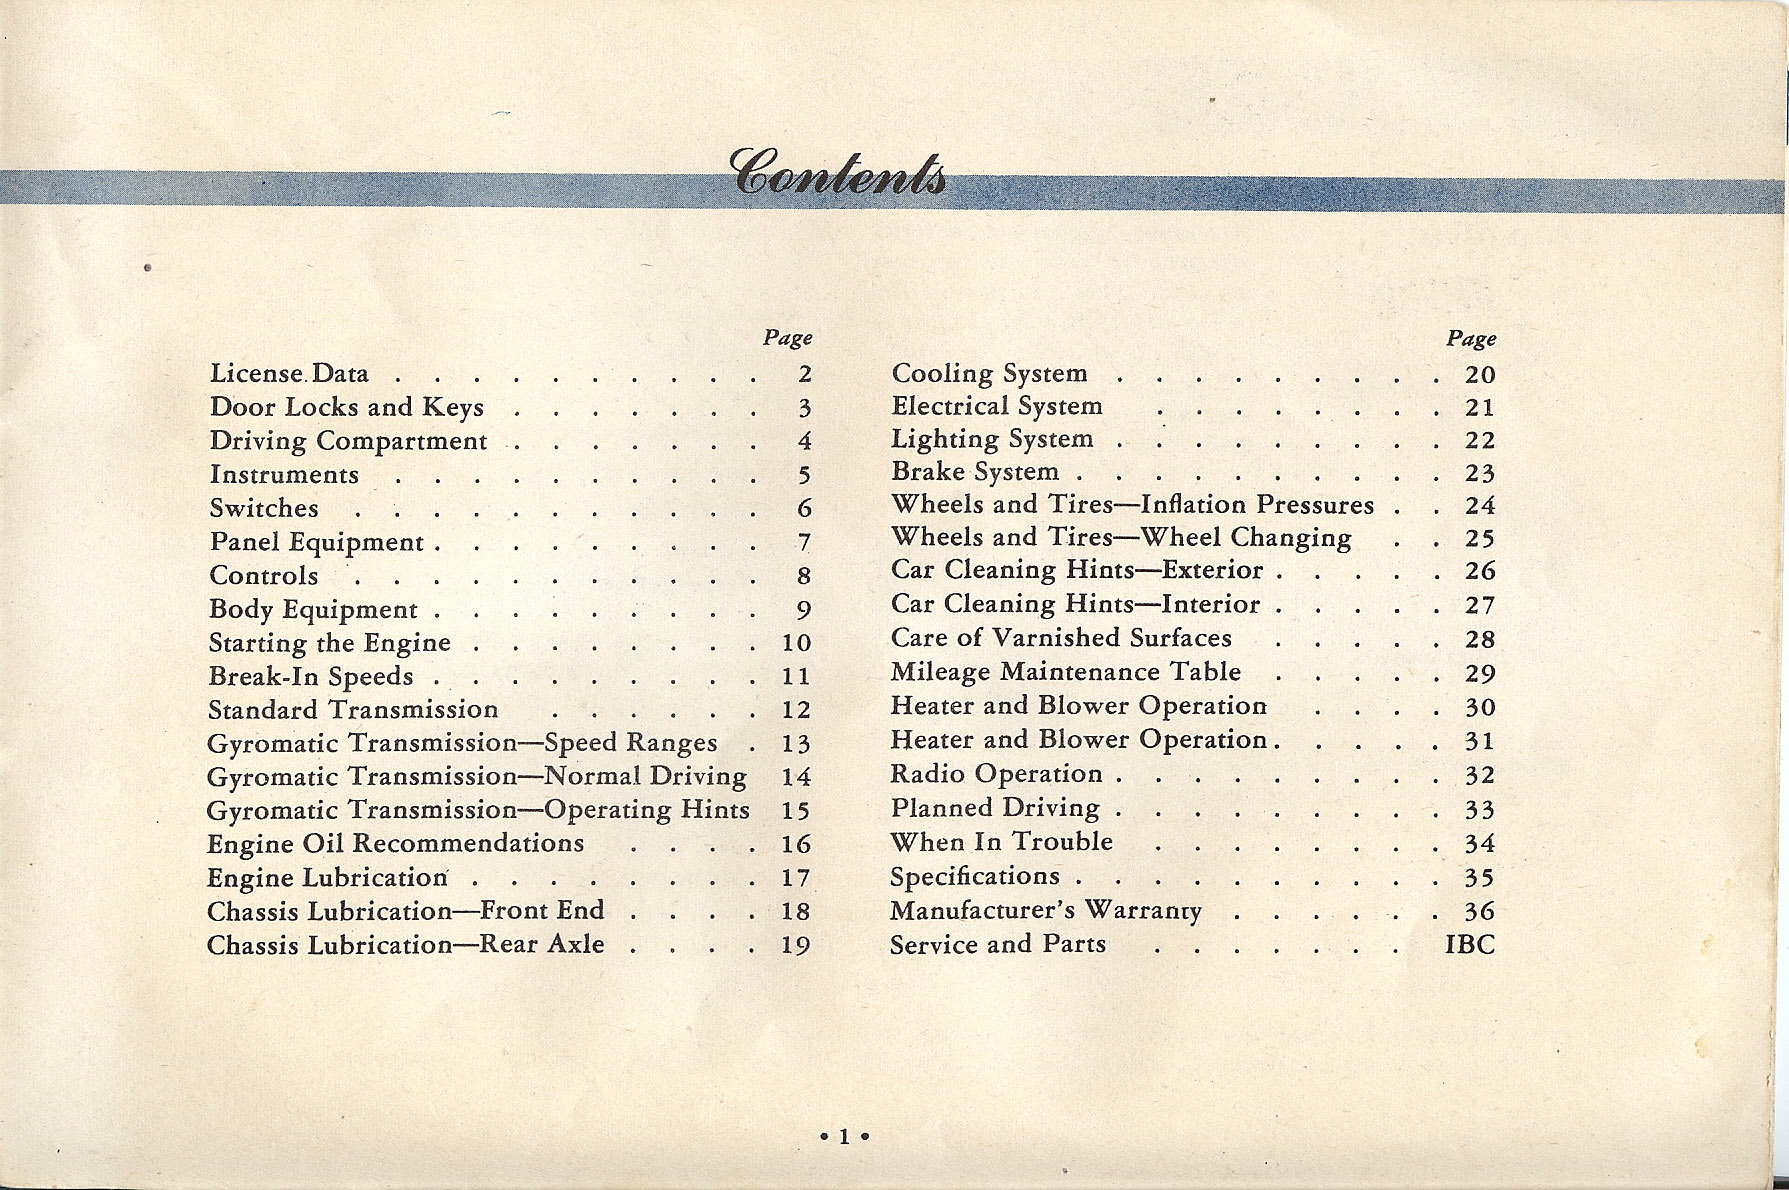 Contents
Page
License Data . . . . . . . . . . 2
Door Locks and Keys . . . . . . . 3
Driving Compartment . . . . . . . 4
Instruments . . . . . . . . . . 5
Switches . . . . . . . . . . . 6
Panel Equipment . . . . . . . . . 7
Controls . . . . . . . . . . . 8
Body Equipment . . . . . . . . . 9
Starting the Engine . . . . . . . . 10
Break-In Speeds . . . . . . . . . 11
Standard Transmission . . . . . . 12
Gyromatic Transmission—Speed Ranges . 13
Gyromatic Transmission—Normal Driving 14
Gyromatic Transmission—Operating Hints 15
Engine Oil Recommendations . . . . 16
Engine Lubrication . . . . . . . . 17
Chassis Lubrication—Front End . . . . 18
Chassis Lubrication—Rear Axle . . . . 19
Page
Cooling System . . . . . . . . . 20
Electrical System . . . . . . . . 21
Lighting System . . . . . . . . . 22
Brake System . . . . . . . . . . 23
Wheels and Tires—Inflation Pressures . . 24
Wheels and Tires—Wheel Changing . . 25
Car Cleaning Hints—Exterior . . . . . 26
Car Cleaning Hints—Interior . . . . . 27
Care of Varnished Surfaces . . . . . 28
Mileage Maintenance Table . . . . . 29
Heater and Blower Operation . . . . 30
Heater and Blower Operation . . . . . 31
Radio Operation . . . . . . . . . 32
Planned Driving . . . . . . . . . 33
When In Trouble . . . . . . . . 34
Specifications . . . . . . . . . . 35
Manufacturer's Warranty . . . . . . 36
Service and Parts . . . . . . . IBC
• 1 •